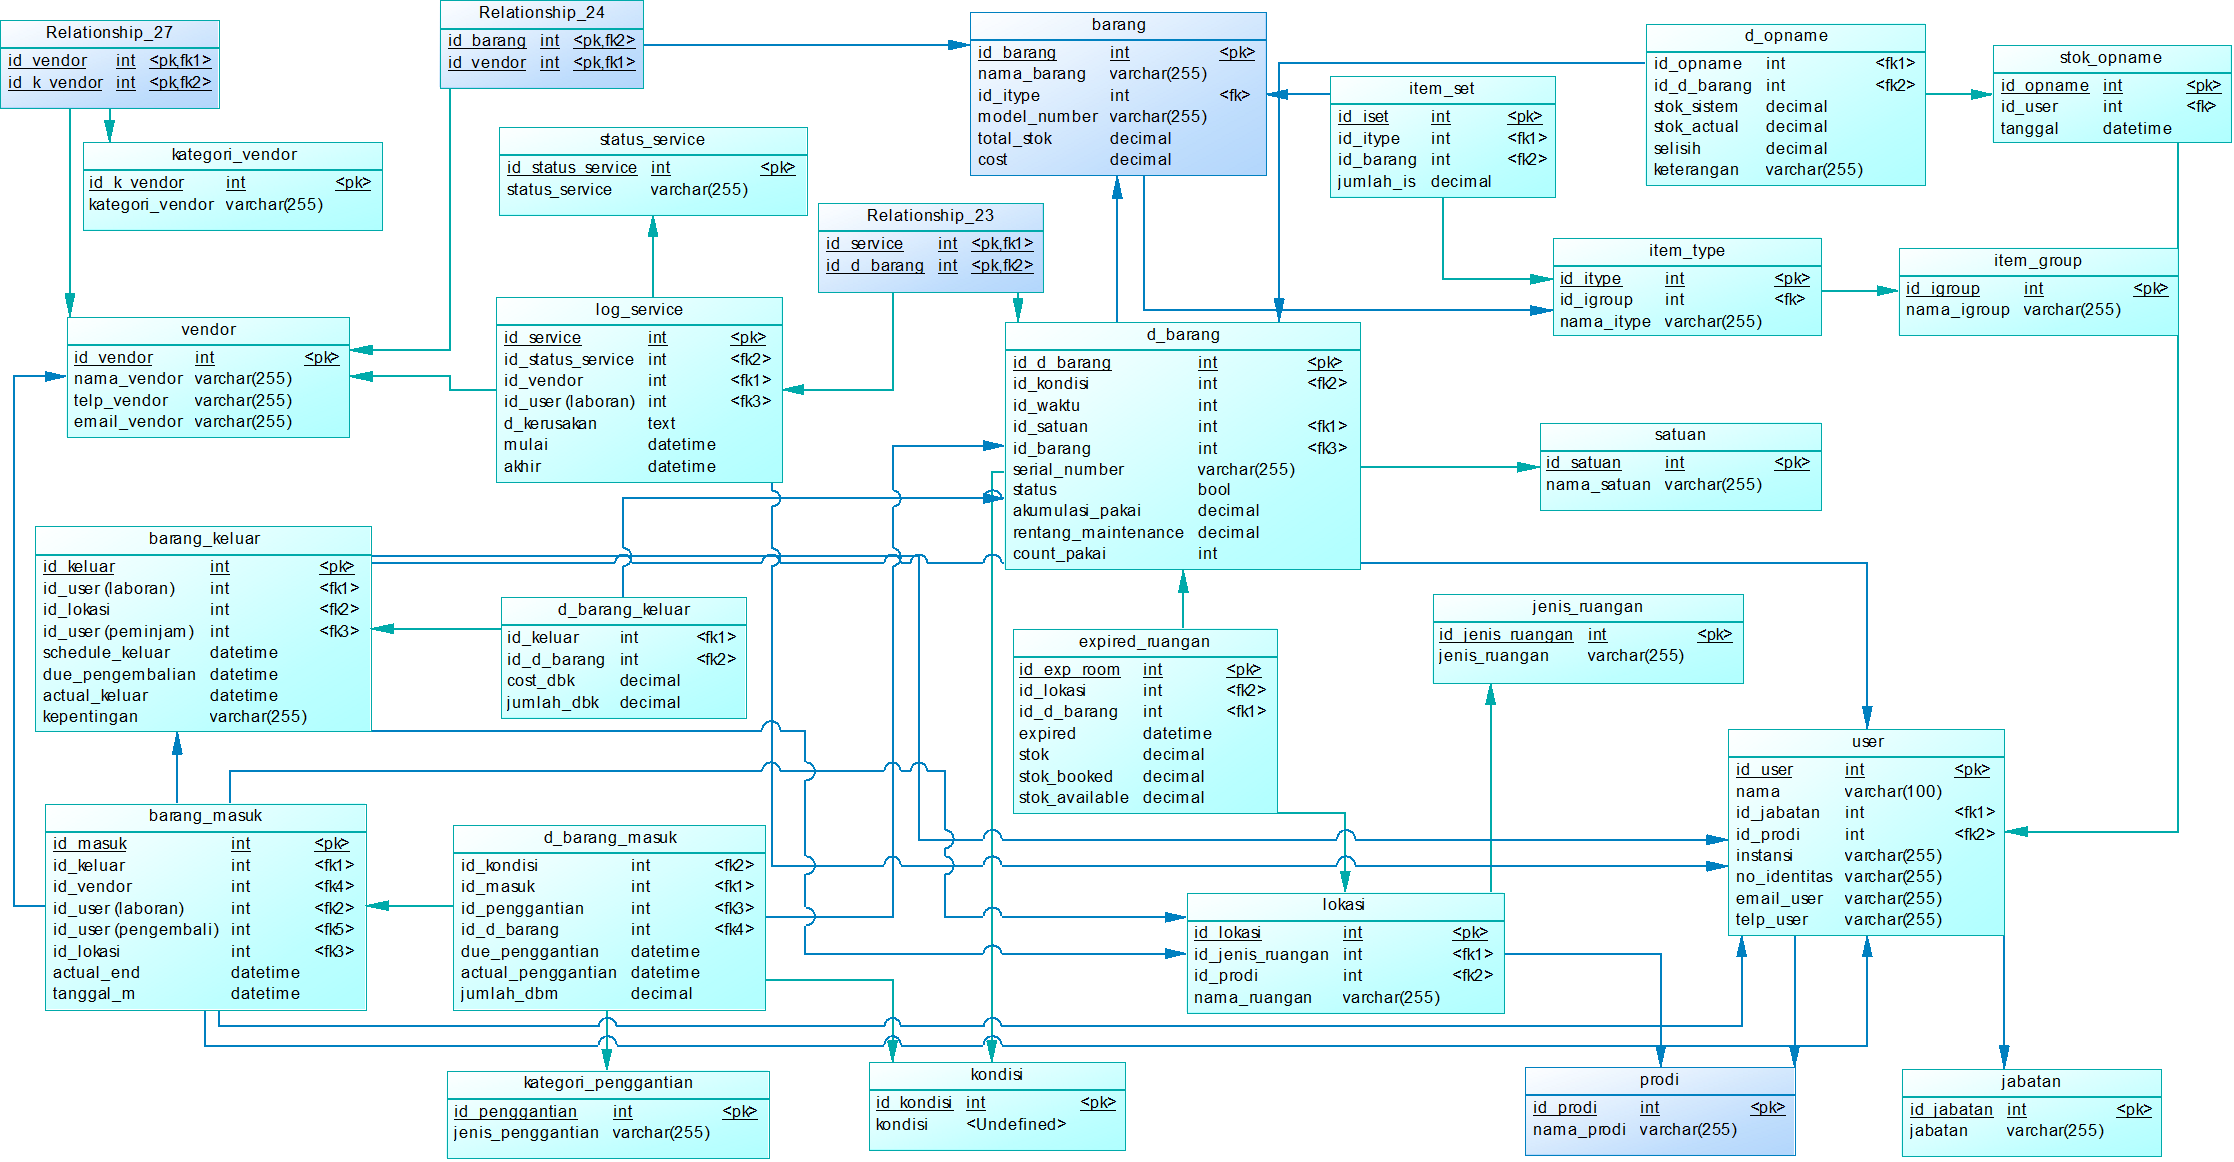 Relationship_27
id_vendor int <pk,fk1>
id_k_vendor int <pk,fk2>
Relationship_24
id_barang int <pk,fk2>
id_vendor int <pk,fk1>
barang
id_barang int <pk>
nama_barang varchar(255)
id_itype int <fk>
model_number varchar(255)
total_stok decimal
cost decimal
item_set
id_iset int <pk>
id_itype int <fk1>
id_barang int <fk2>
jumlah_is decimal
d_opname
id_opname int <fk1>
id_d_barang int <fk2>
stok_sistem decimal
stok_actual decimal
selisih decimal
keterangan varchar(255)
stok_opname
id_opname int <pk>
id_user int <fk>
tanggal datetime
kategori_vendor
id_k_vendor int <pk>
kategori_vendor varchar(255)
status_service
id_status_service int <pk>
status_service varchar(255)
Relationship_23
id_service int <pk,fk1>
id_d_barang int <pk,fk2>
item_type
id_itype int <pk>
id_igroup int <fk>
nama_itype varchar(255)
item_group
id_igroup int <pk>
nama_igroup varchar(255)
vendor
id_vendor int <pk>
nama_vendor varchar(255)
telp_vendor varchar(255)
email_vendor varchar(255)
log_service
id_service int <pk>
id_status_service int <fk2>
id_vendor int <fk1>
id_user (laboran) int <fk3>
d_kerusakan text
mulai datetime
akhir datetime
d_barang
id_d_barang int <pk>
id_kondisi int <fk2>
id_waktu int
id_satuan int <fk1>
id_barang int <fk3>
serial_number varchar(255)
status bool
akumulasi_pakai decimal
rentang_maintenance decimal
count_pakai int
satuan
id_satuan int <pk>
nama_satuan varchar(255)
barang_keluar
id_keluar int <pk>
id_user (laboran) int <fk1>
id_lokasi int <fk2>
id_user (peminjam) int <fk3>
schedule_keluar datetime
due_pengembalian datetime
actual_keluar datetime
kepentingan varchar(255)
d_barang_keluar
id_keluar int <fk1>
id_d_barang int <fk2>
cost_dbk decimal
jumlah_dbk decimal
expired_ruangan
id_exp_room int <pk>
id_lokasi int <fk2>
id_d_barang int <fk1>
expired datetime
stok decimal
stok_booked decimal
stok_available decimal
jenis_ruangan
id_jenis_ruangan int <pk>
jenis_ruangan varchar(255)
user
id_user int <pk>
nama varchar(100)
id_jabatan int <fk1>
id_prodi int <fk2>
instansi varchar(255)
no_identitas varchar(255)
email_user varchar(255)
telp_user varchar(255)
barang_masuk
id_masuk int <pk>
id_keluar int <fk1>
id_vendor int <fk4>
id_user (laboran) int <fk2>
id_user (pengembali) int <fk5>
id_lokasi int <fk3>
actual_end datetime
tanggal_m datetime
d_barang_masuk
id_kondisi int <fk2>
id_masuk int <fk1>
id_penggantian int <fk3>
id_d_barang int <fk4>
due_penggantian datetime
actual_penggantian datetime
jumlah_dbm decimal
lokasi
id_lokasi int <pk>
id_jenis_ruangan int <fk1>
id_prodi int <fk2>
nama_ruangan varchar(255)
kategori_penggantian
id_penggantian int <pk>
jenis_penggantian varchar(255)
kondisi
id_kondisi int <pk>
kondisi <Undefined>
prodi
id_prodi int <pk>
nama_prodi varchar(255)
jabatan
id_jabatan int <pk>
jabatan varchar(255)